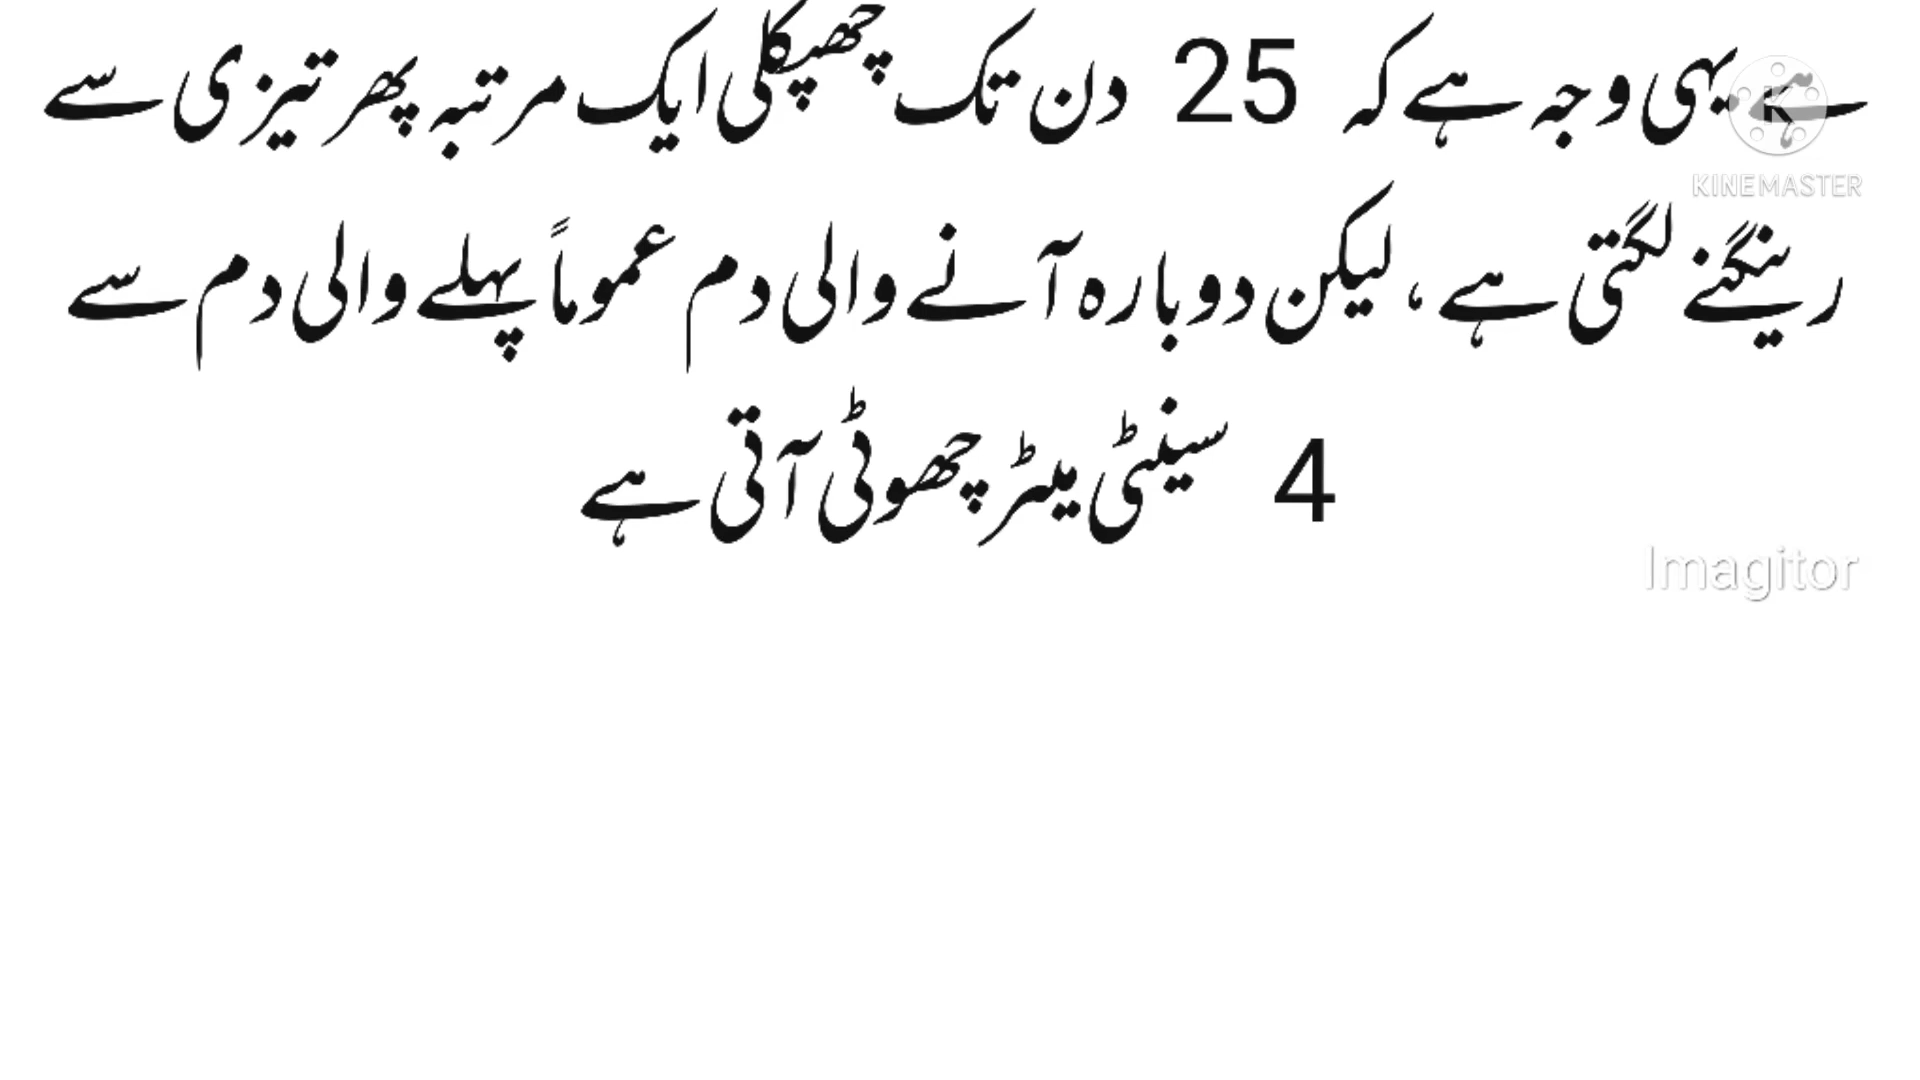 ہے یہی وجہ ہے کہ 25 دن تک چھپکلی ایک مرتبہ پھر تیزی سے
KINEMASTER
رینگنے لگتی ہے ، لیکن دوبارہ آنے والی دم عموماً پہلے والی دم سے
4 سینٹی میٹر چھوٹی آتی ہے
Imagitor